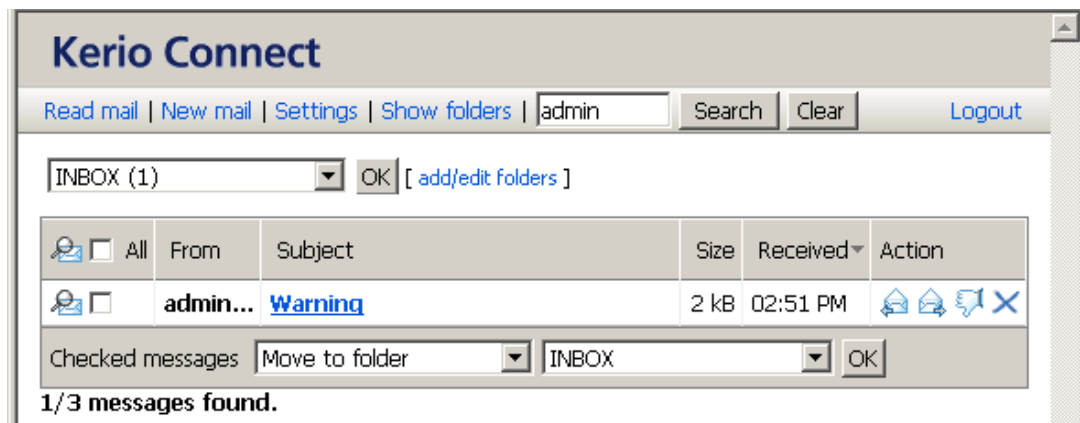 Kerio Connect
Read mail | New mail | Settings | Show folders | admin Search Clear Logout
INBOX (1) OK [ add/edit folders ]
All From Subject Size Received Action
admin... Warning 2 kB 02:51 PM
Checked messages Move to folder INBOX OK
1/3 messages found.